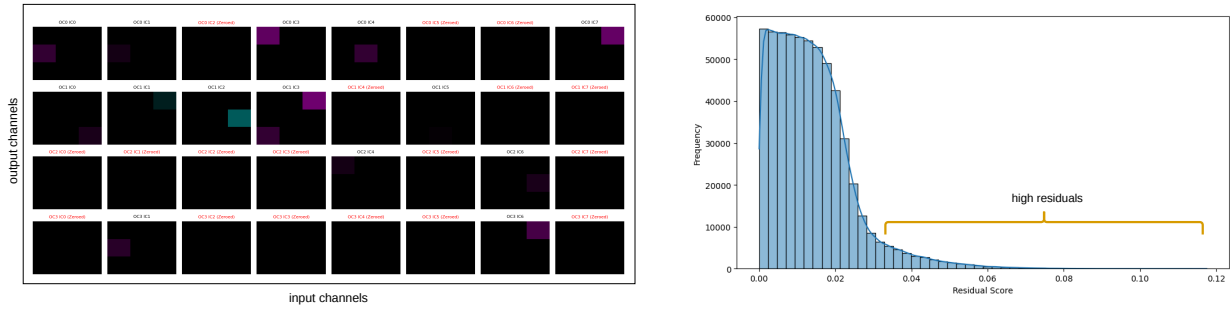 OC0 IC0 OC0 IC1 OC0 IC2 (Zeroed) OC0 IC3 OC0 IC4 OC0 IC5 (Zeroed) OC0 IC6 (Zeroed) OC0 IC7
OC1 IC0 OC1 IC1 OC1 IC2 OC1 IC3 OC1 IC4 (Zeroed) OC1 IC5 OC1 IC6 (Zeroed) OC1 IC7 (Zeroed)
OC2 IC0 (Zeroed) OC2 IC1 (Zeroed) OC2 IC2 (Zeroed) OC2 IC3 (Zeroed) OC2 IC4 OC2 IC5 (Zeroed) OC2 IC6 OC2 IC7 (Zeroed)
OC3 IC0 (Zeroed) OC3 IC1 OC3 IC2 (Zeroed) OC3 IC3 (Zeroed) OC3 IC4 (Zeroed) OC3 IC5 (Zeroed) OC3 IC6 OC3 IC7 (Zeroed)
output channels
input channels
60000
50000
40000
30000
20000
10000
0
Frequency
high residuals
0.00 0.02 0.04 0.06 0.08 0.10 0.12
Residual Score